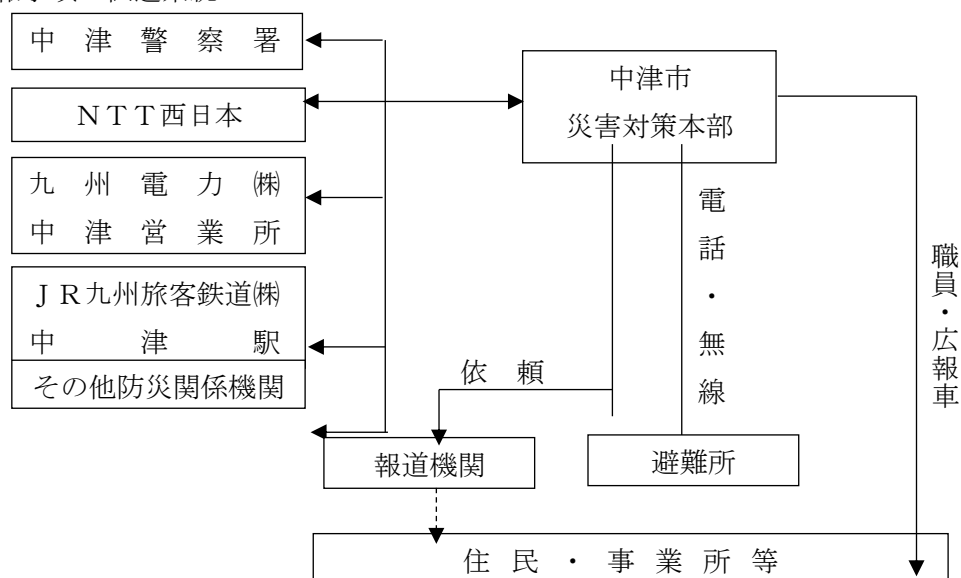 中津警察署
ＮＴＴ西日本
九州電力㈱
中津営業所
ＪＲ九州旅客鉄道㈱
中津駅
その他防災関係機関
中津市
災害対策本部
電話・無線
職員・広報車
依頼
報道機関
避難所
住民・事業所等